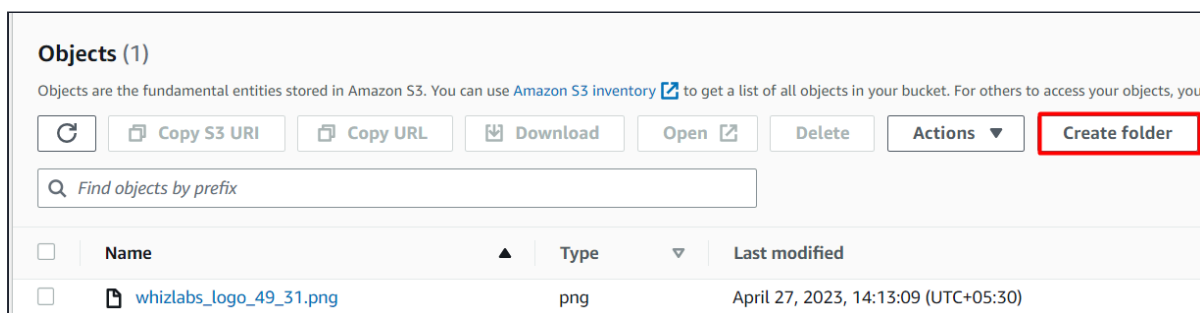 Objects (1)
Objects are the fundamental entities stored in Amazon S3. You can use Amazon S3 inventory to get a list of all objects in your bucket. For others to access your objects, you
Copy S3 URI Copy URL Download Open Delete Actions Create folder
Find objects by prefix
Name Type Last modified
whizlabs_logo_49_31.png png April 27, 2023, 14:13:09 (UTC+05:30)